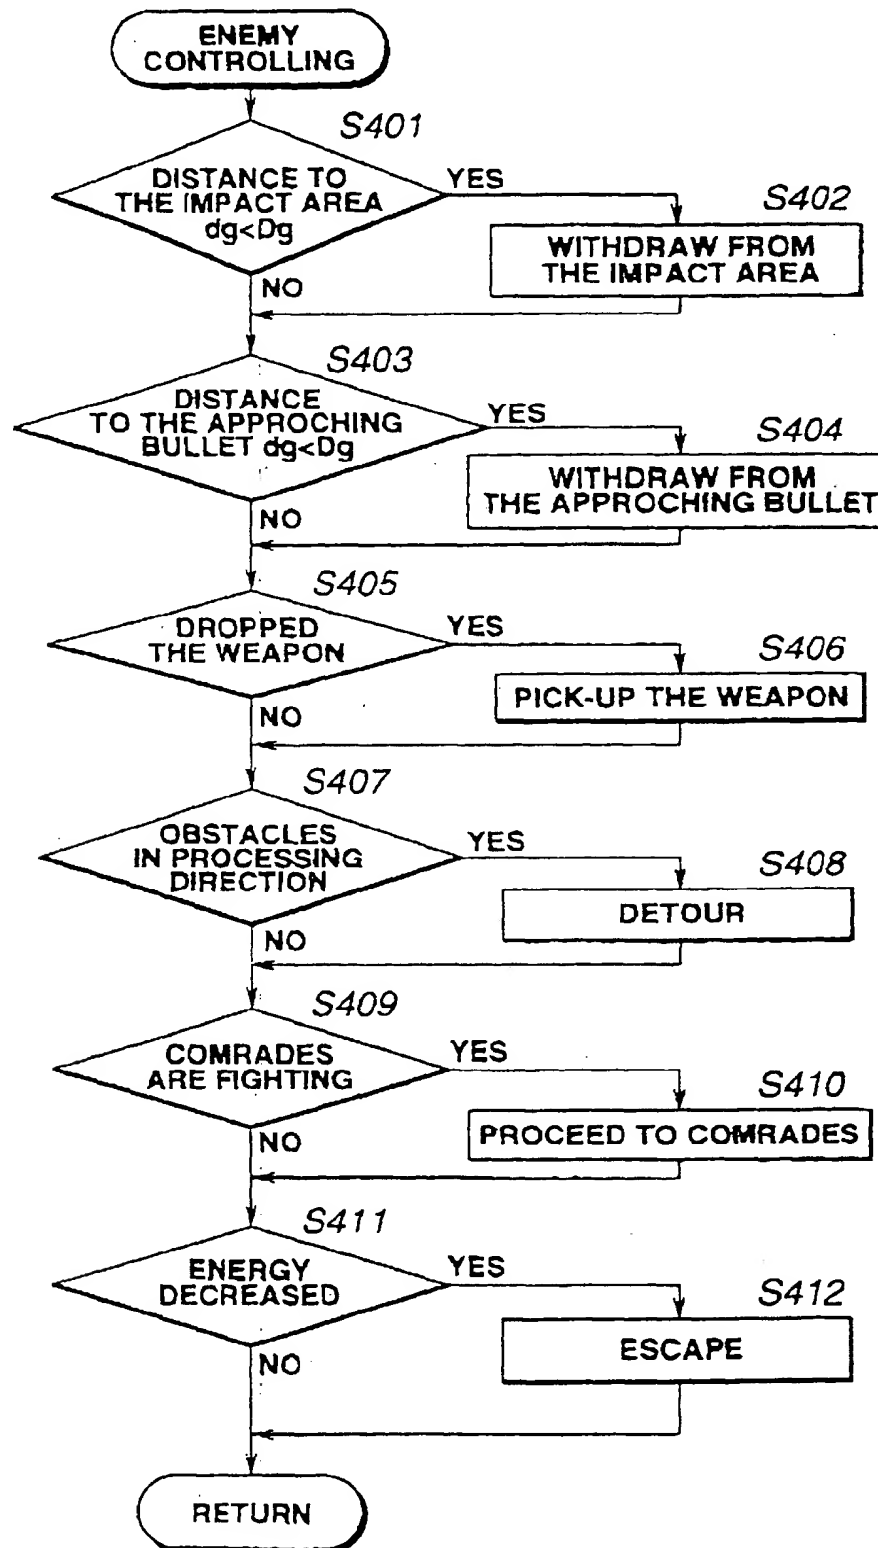 ENEMY
CONTROLLING
S401
DISTANCE TO
THE IMPACT AREA
dg<Dg
YES
S402
WITHDRAW FROM
THE IMPACT AREA
NO
S403
DISTANCE
TO THE APPROCHING
BULLET dg<Dg
YES
S404
WITHDRAW FROM
THE APPROCHING BULLET
NO
S405
DROPPED
THE WEAPON
YES
S406
PICK-UP THE WEAPON
NO
S407
OBSTACLES
IN PROCESSING
DIRECTION
YES
S408
DETOUR
NO
S409
COMRADES
ARE FIGHTING
YES
S410
PROCEED TO COMRADES
NO
S411
ENERGY
DECREASED
YES
S412
ESCAPE
NO
RETURN